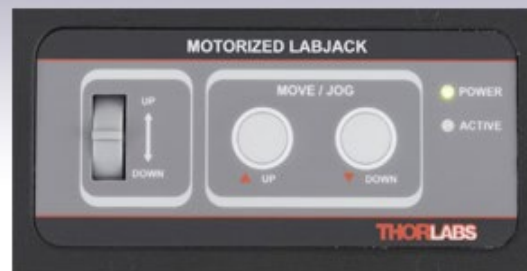 MOTORIZED LABJACK
UP
DOWN
MOVE / JOG
UP
DOWN
POWER
ACTIVE
THORLABS